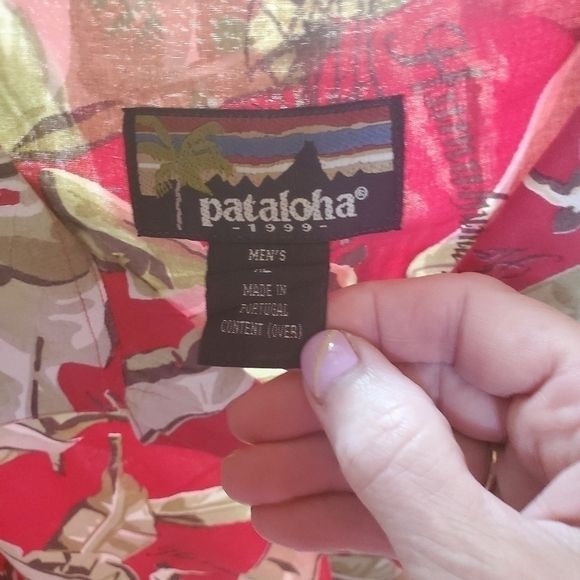 pataloha®
-1999-
MEN'S
MADE IN
PORTUGAL
CONTENT (OVER)